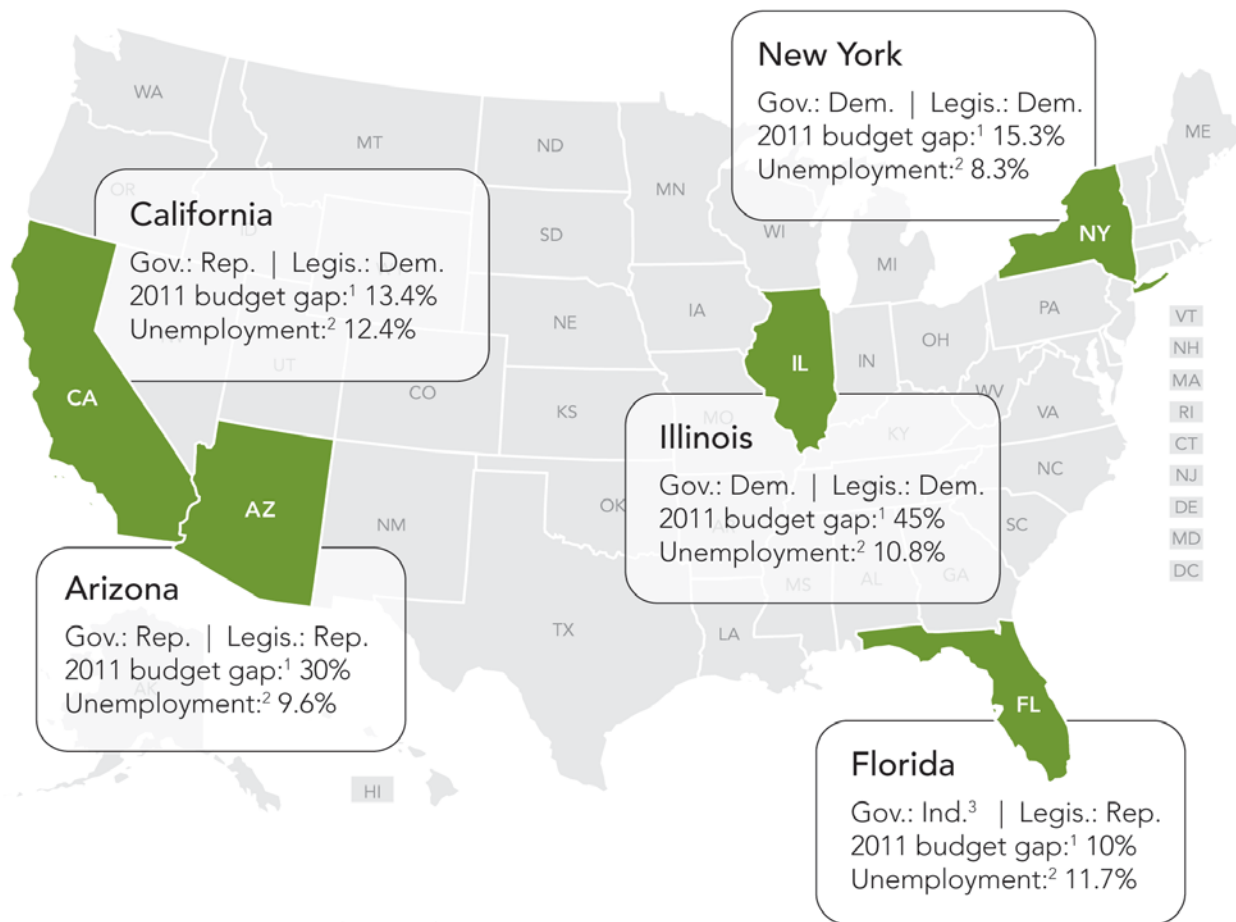 New York
Gov.: Dem. | Legis.: Dem.
2011 budget gap:¹ 15.3%
Unemployment:² 8.3%
California
Gov.: Rep. | Legis.: Dem.
2011 budget gap:¹ 13.4%
Unemployment:² 12.4%
Illinois
Gov.: Dem. | Legis.: Dem.
2011 budget gap:¹ 45%
Unemployment:² 10.8%
Arizona
Gov.: Rep. | Legis.: Rep.
2011 budget gap:¹ 30%
Unemployment:² 9.6%
Florida
Gov.: Ind.³ | Legis.: Rep.
2011 budget gap:¹ 10%
Unemployment:² 11.7%
WA
MT
ND
MN
ME
OR
ID
SD
WI
MI
NY
IA
NE
PA
VT
NH
MA
RI
CT
NJ
DE
MD
DC
UT
CO
CA
KS
MO
IL
IN
OH
WV
VA
KY
NC
AZ
NM
OK
AR
SC
MS
AL
GA
TX
LA
AK
HI
FL